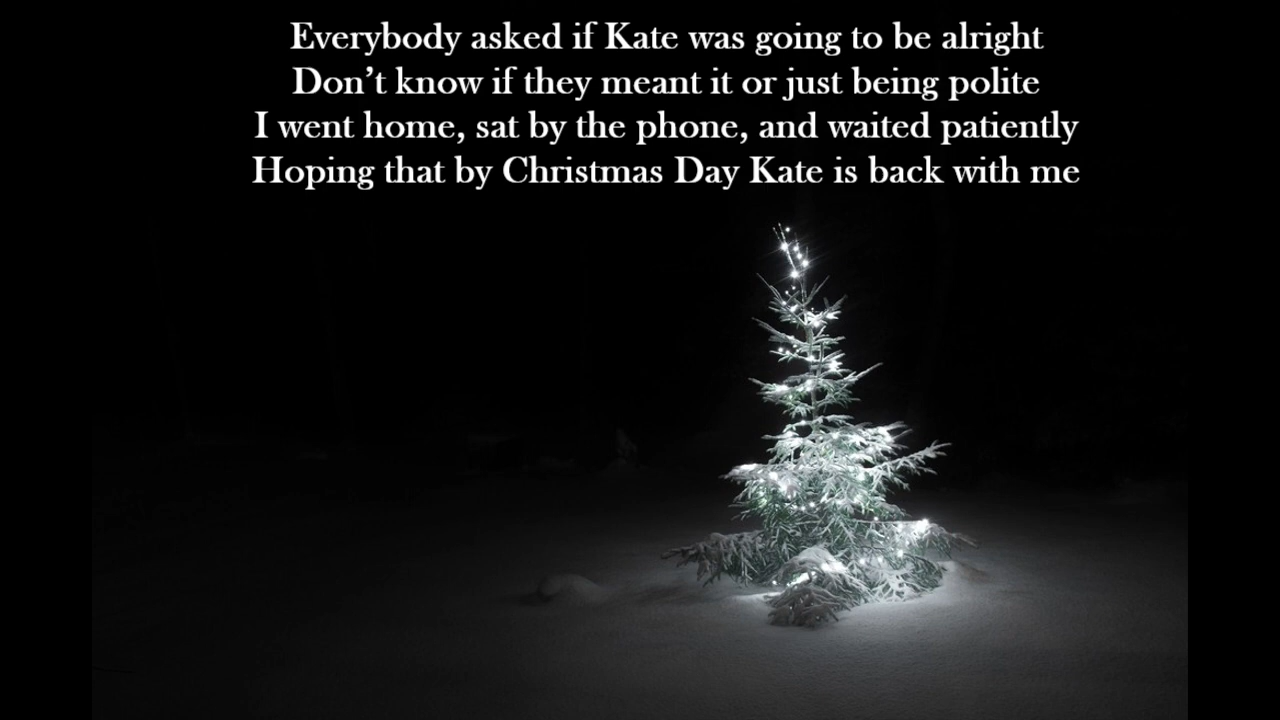 Everybody asked if Kate was going to be alright
Don’t know if they meant it or just being polite
I went home, sat by the phone, and waited patiently
Hoping that by Christmas Day Kate is back with me